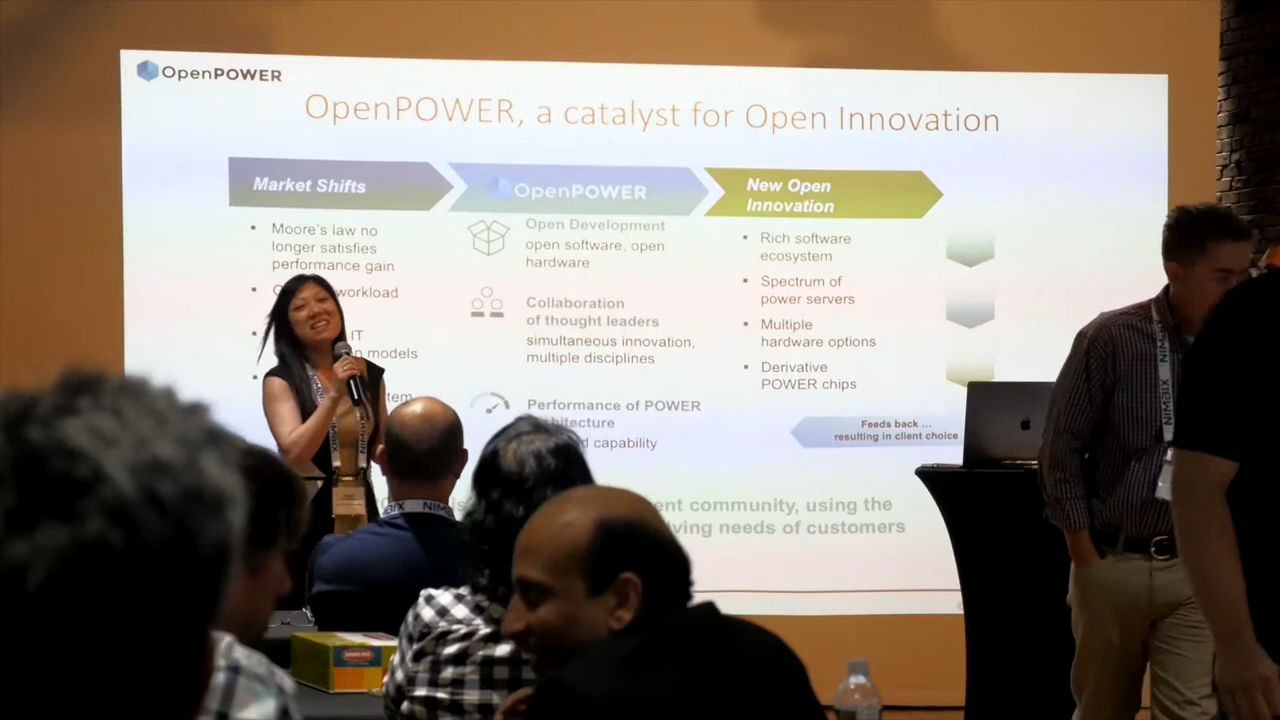 OpenPOWER
OpenPOWER, a catalyst for Open Innovation
Market Shifts
OpenPOWER
New Open
Innovation
▪ Moore's law no
longer satisfies
performance gain
workload
IT
models
tem
Open Development
open software, open
hardware
Collaboration
of thought leaders
simultaneous innovation,
multiple disciplines
Performance of POWER
capability
▪ Rich software
ecosystem
▪ Spectrum of
power servers
▪ Multiple
hardware options
▪ Derivative
POWER chips
Feeds back ...
resulting in client choice
community, using the
needs of customers
NIMBIX
NIMBIX
NIMBIX